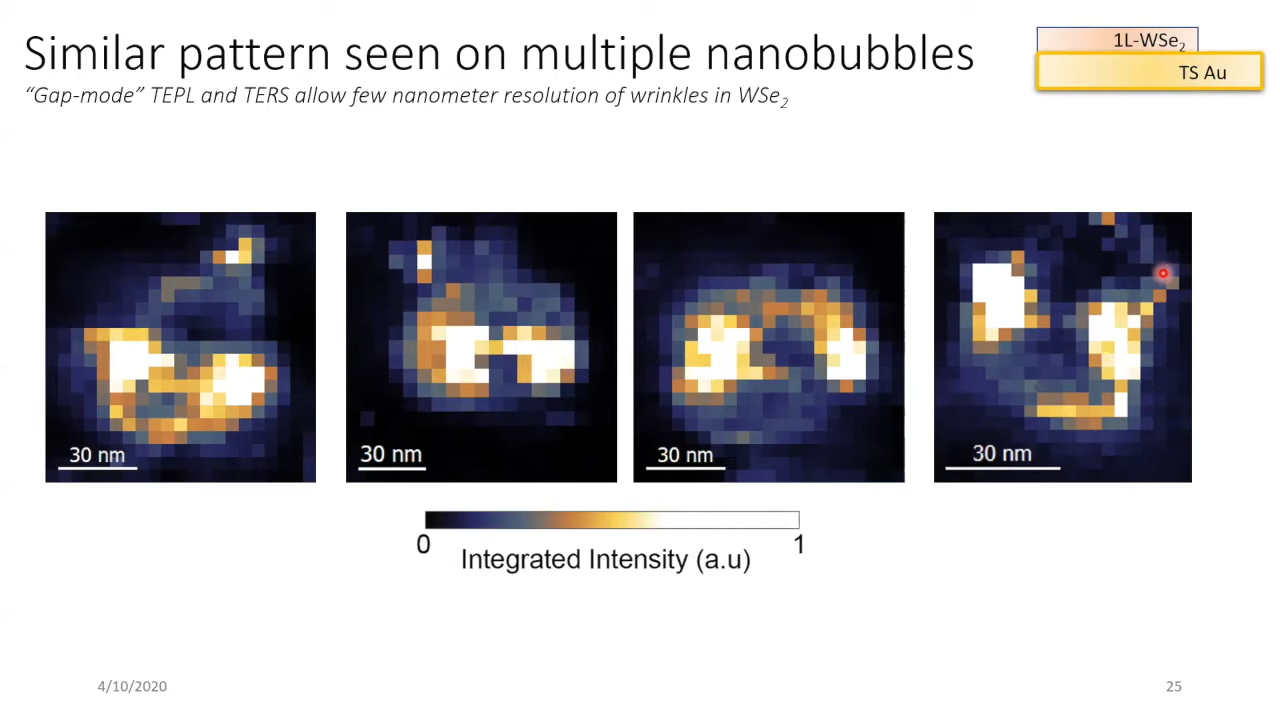 Similar pattern seen on multiple nanobubbles
“Gap-mode” TEPL and TERS allow few nanometer resolution of wrinkles in WSe₂
1L-WSe₂
TS Au
30 nm
30 nm
30 nm
30 nm
0
1
Integrated Intensity (a.u)
4/10/2020
25